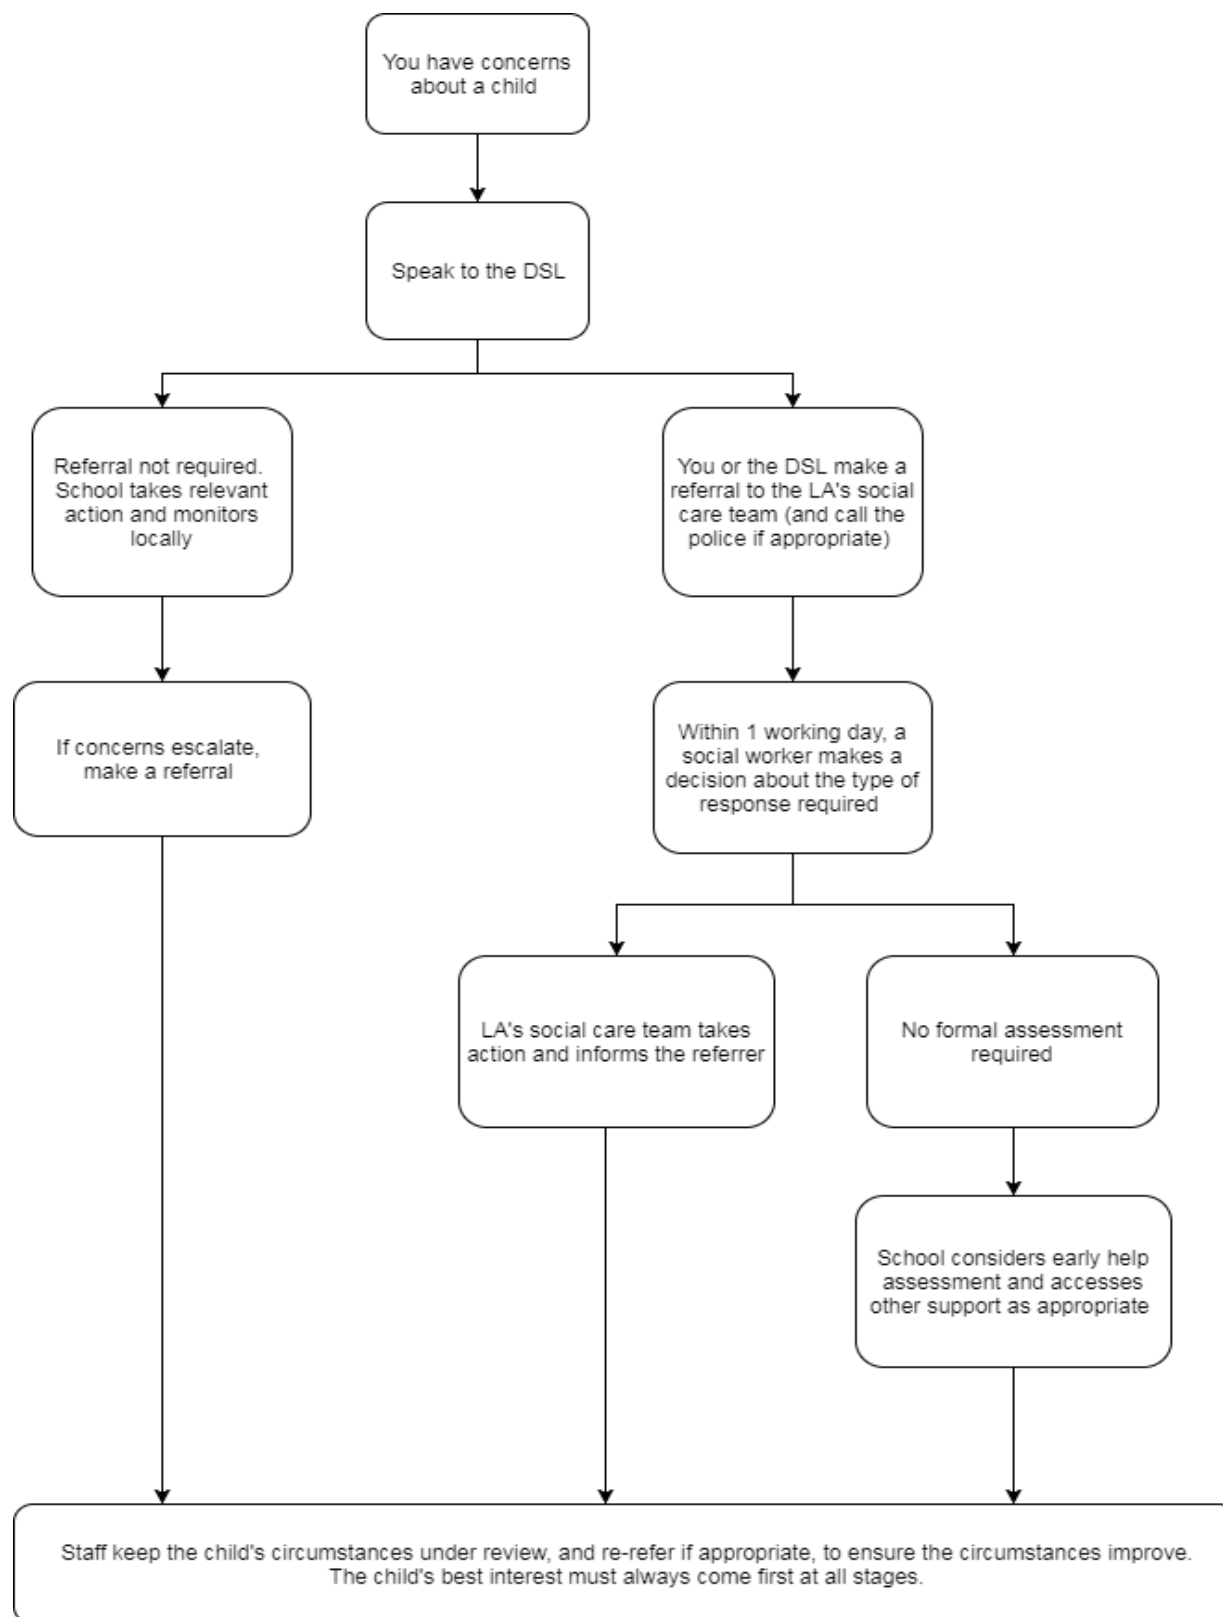 You have concerns
about a child
Speak to the DSL
Referral not required.
School takes relevant
action and monitors
locally
You or the DSL make a
referral to the LA's social
care team (and call the
police if appropriate)
If concerns escalate,
make a referral
Within 1 working day, a
social worker makes a
decision about the type of
response required
LA's social care team takes
action and informs the referrer
No formal assessment
required
School considers early help
assessment and accesses
other support as appropriate
Staff keep the child's circumstances under review, and re-refer if appropriate, to ensure the circumstances improve.
The child's best interest must always come first at all stages.